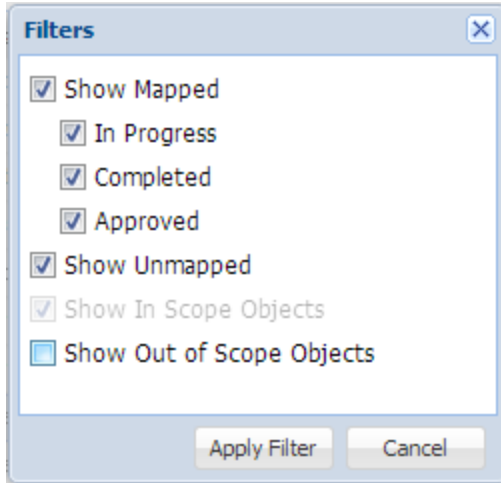 Filters
Show Mapped
In Progress
Completed
Approved
Show Unmapped
Show In Scope Objects
Show Out of Scope Objects
Apply Filter Cancel